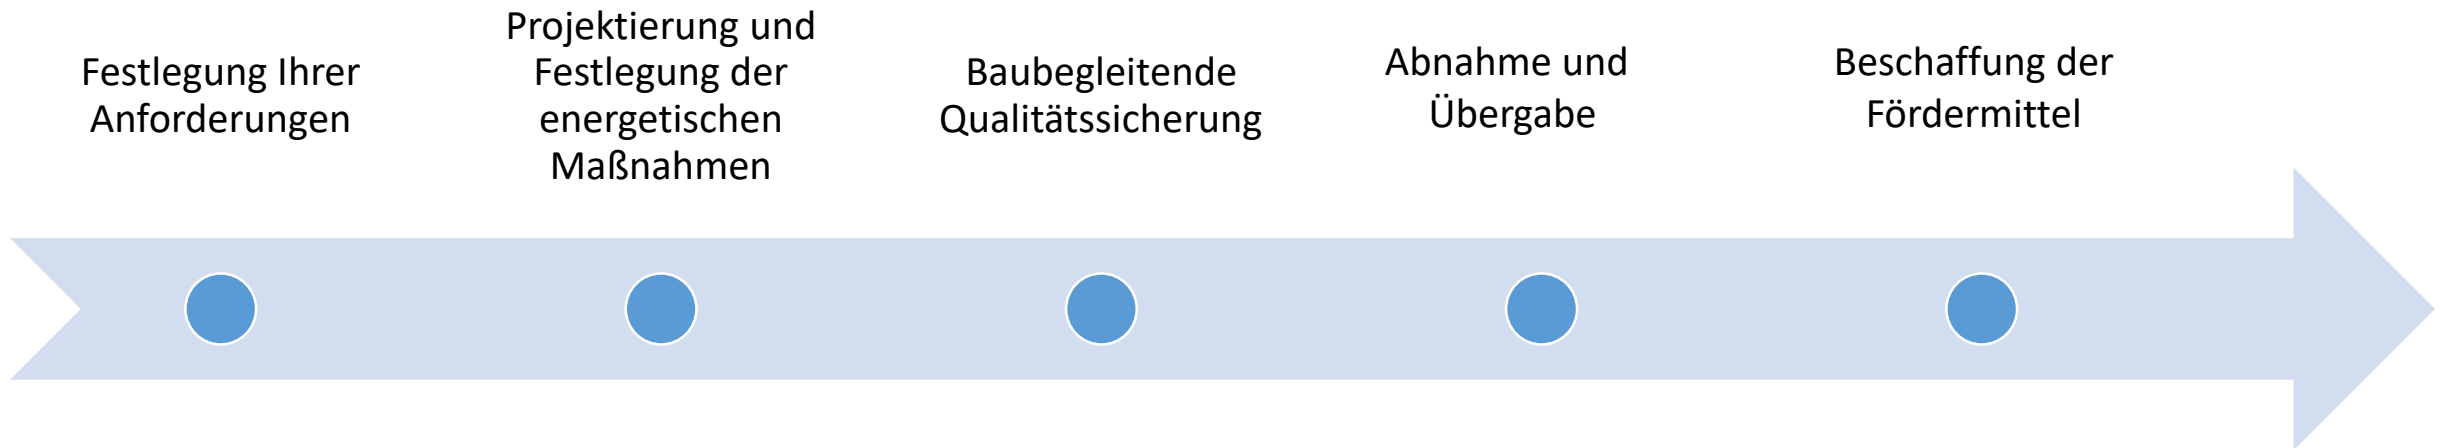 Festlegung Ihrer
Anforderungen
Projektierung und
Festlegung der
energetischen
Maßnahmen
Baubegleitende
Qualitätssicherung
Abnahme und
Übergabe
Beschaffung der
Fördermittel